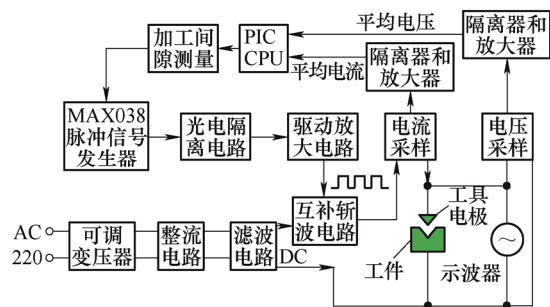 平均电压
隔离器和
放大器
加工间
隙测量
PIC
CPU
平均电流
隔离器和
放大器
MAX038
脉冲信号
发生器
光电隔
离电路
驱动放
大电路
电流
采样
电压
采样
互补斩
波电路
工具
电极
AC
220
可调
变压器
整流
电路
滤波
电路
DC
工件
示波器